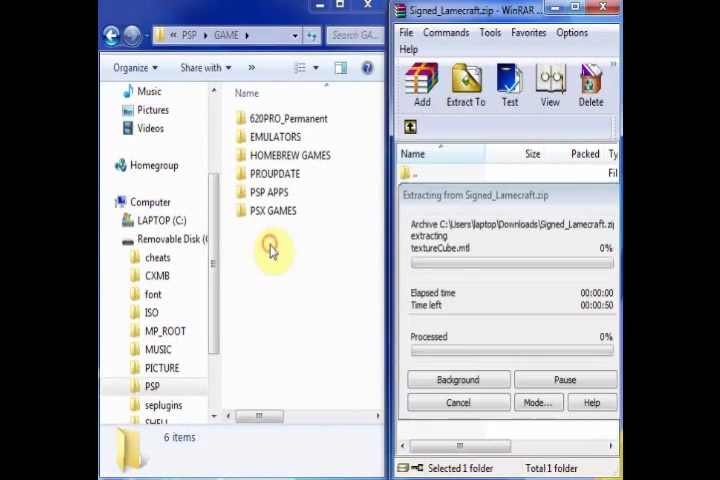 « PSP ▸ GAME ▸
Search GA...
Organize ▾ Share with ▾ »
Music
Pictures
Videos
Homegroup
Computer
LAPTOP (C:)
Removable Disk (
cheats
CXMB
font
ISO
MP_ROOT
MUSIC
PICTURE
PSP
seplugins
Name
620PRO_Permanent
EMULATORS
HOMEBREW GAMES
PROUPDATE
PSP APPS
PSX GAMES
6 items
Signed_Lamecraft.zip - WinRAR ...
File Commands Tools Favorites Options
Help
Add Extract To Test View Delete »
Name Size Packed Ty
.. Fil
Extracting from Signed_Lamecraft.zip
Archive C:\Users\laptop\Downloads\Signed_Lamecraft.zip
extracting
textureCube.mtl 0%
Elapsed time 00:00:00
Time left 00:00:50
Processed 0%
Background Pause
Cancel Mode... Help
Selected 1 folder Total 1 folder